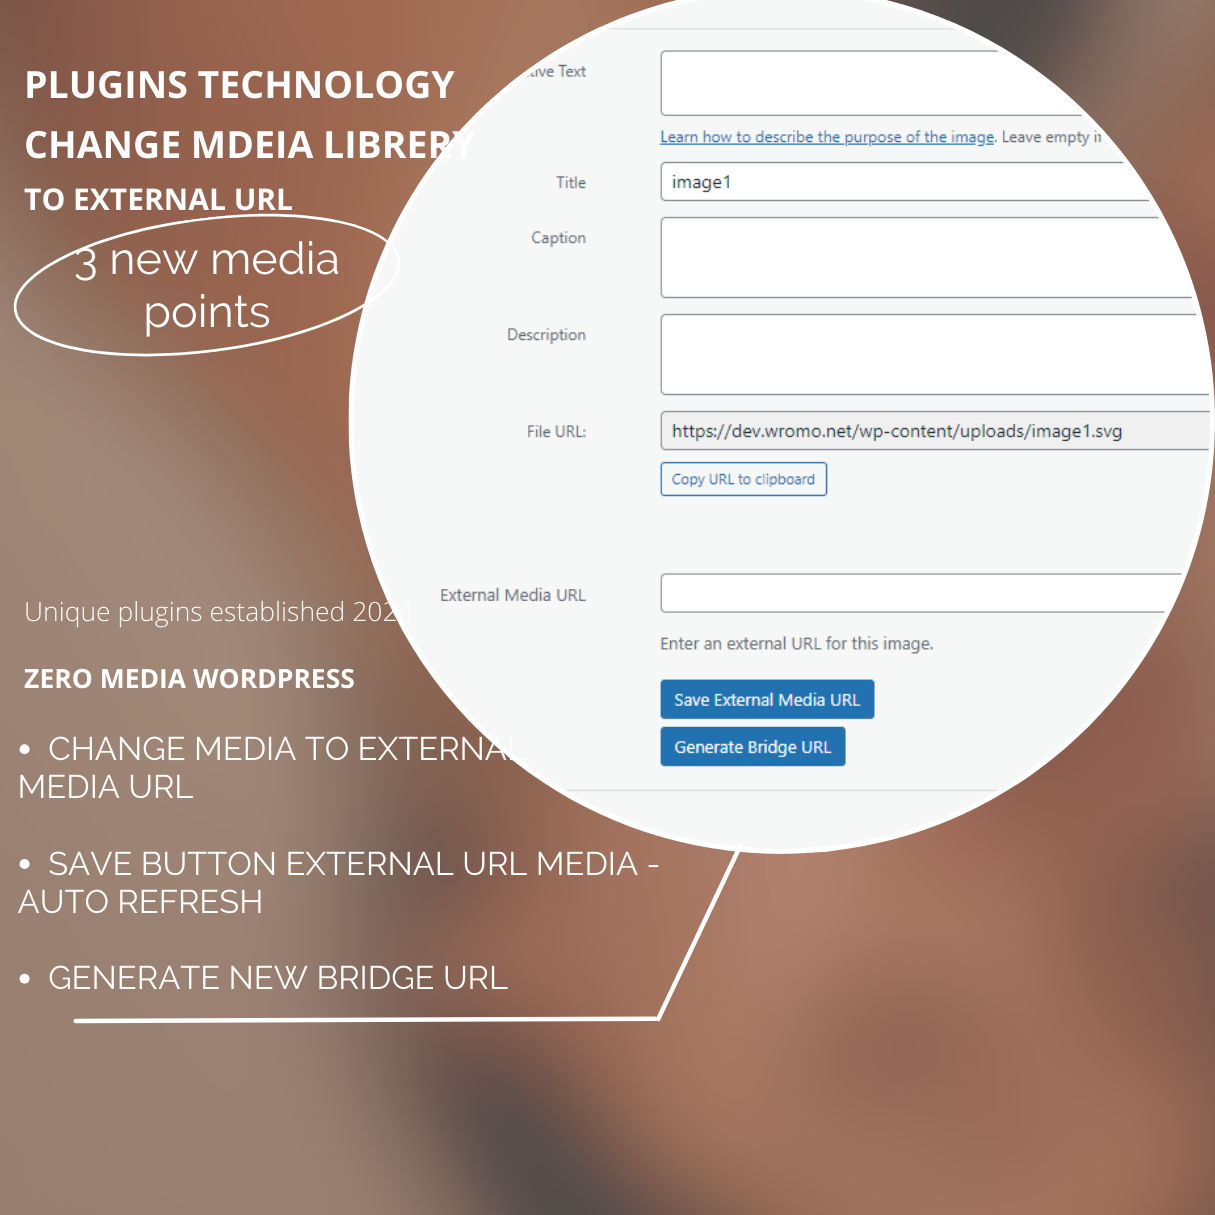 PLUGINS TECHNOLOGY
CHANGE MDEIA LIBRERY
TO EXTERNAL URL
3 new media
points
Unique plugins established 2024
ZERO MEDIA WORDPRESS
• CHANGE MEDIA TO EXTERNAL
MEDIA URL
• SAVE BUTTON EXTERNAL URL MEDIA -
AUTO REFRESH
• GENERATE NEW BRIDGE URL
Text
Learn how to describe the purpose of the image. Leave empty
Title
image1
Caption
Description
File URL:
https://dev.wromo.net/wp-content/uploads/image1.svg
Copy URL to clipboard
External Media URL
Enter an external URL for this image.
Save External Media URL
Generate Bridge URL